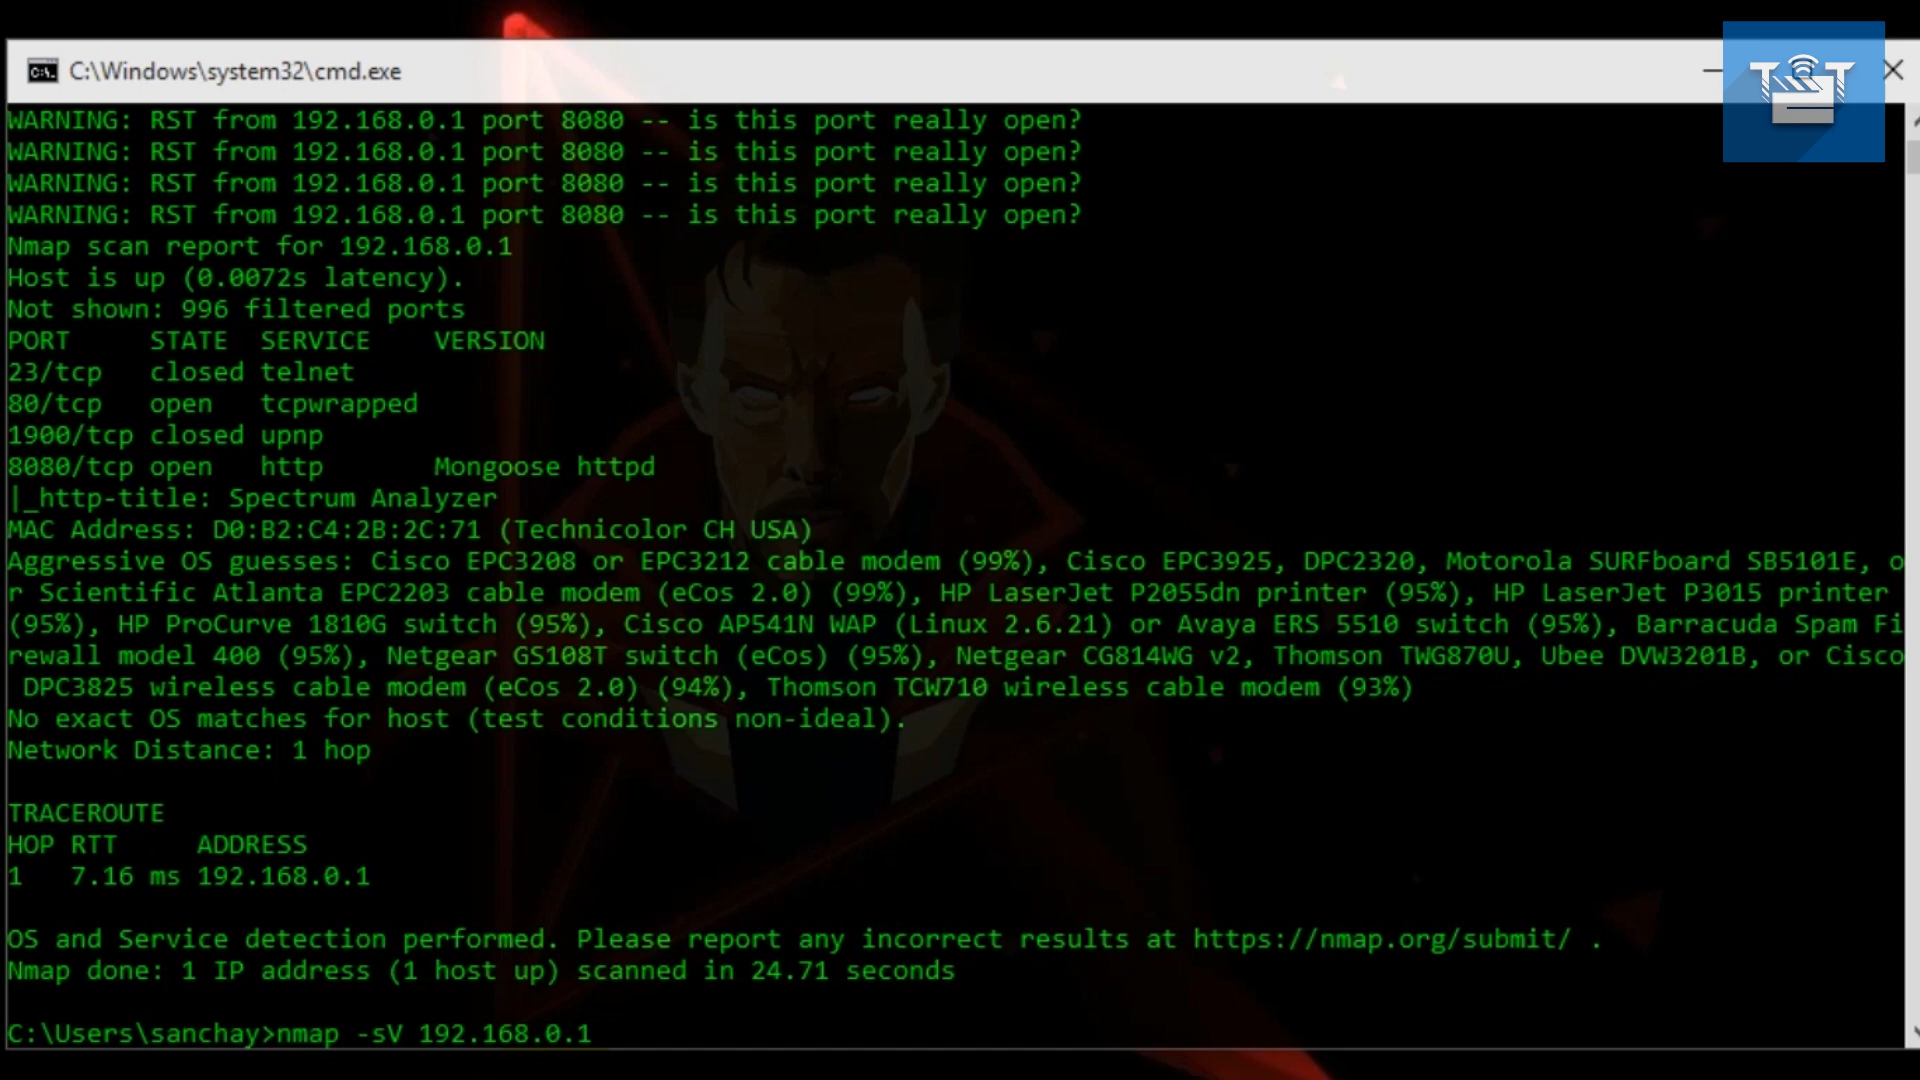 C:\Windows\system32\cmd.exe
TST
WARNING: RST from 192.168.0.1 port 8080 -- is this port really open?
WARNING: RST from 192.168.0.1 port 8080 -- is this port really open?
WARNING: RST from 192.168.0.1 port 8080 -- is this port really open?
WARNING: RST from 192.168.0.1 port 8080 -- is this port really open?
Nmap scan report for 192.168.0.1
Host is up (0.0072s latency).
Not shown: 996 filtered ports
PORT     STATE  SERVICE    VERSION
23/tcp   closed telnet
80/tcp   open   tcpwrapped
1900/tcp closed upnp
8080/tcp open   http       Mongoose httpd
|_http-title: Spectrum Analyzer
MAC Address: D0:B2:C4:2B:2C:71 (Technicolor CH USA)
Aggressive OS guesses: Cisco EPC3208 or EPC3212 cable modem (99%), Cisco EPC3925, DPC2320, Motorola SURFboard SB5101E, o
r Scientific Atlanta EPC2203 cable modem (eCos 2.0) (99%), HP LaserJet P2055dn printer (95%), HP LaserJet P3015 printer
(95%), HP ProCurve 1810G switch (95%), Cisco AP541N WAP (Linux 2.6.21) or Avaya ERS 5510 switch (95%), Barracuda Spam Fi
rewall model 400 (95%), Netgear GS108T switch (eCos) (95%), Netgear CG814WG v2, Thomson TWG870U, Ubee DVW3201B, or Cisco
 DPC3825 wireless cable modem (eCos 2.0) (94%), Thomson TCW710 wireless cable modem (93%)
No exact OS matches for host (test conditions non-ideal).
Network Distance: 1 hop
TRACEROUTE
HOP RTT     ADDRESS
1   7.16 ms 192.168.0.1
OS and Service detection performed. Please report any incorrect results at https://nmap.org/submit/ .
Nmap done: 1 IP address (1 host up) scanned in 24.71 seconds
C:\Users\sanchay>nmap -sV 192.168.0.1